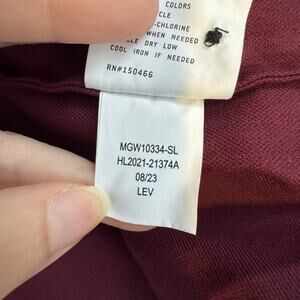 COLORS
CLE
-CHLORINE
WHEN NEEDED
BLE DRY LOW
COOL IRON IF NEEDED
RN#150466
MGW10334-SL
HL2021-21374A
08/23
LEV